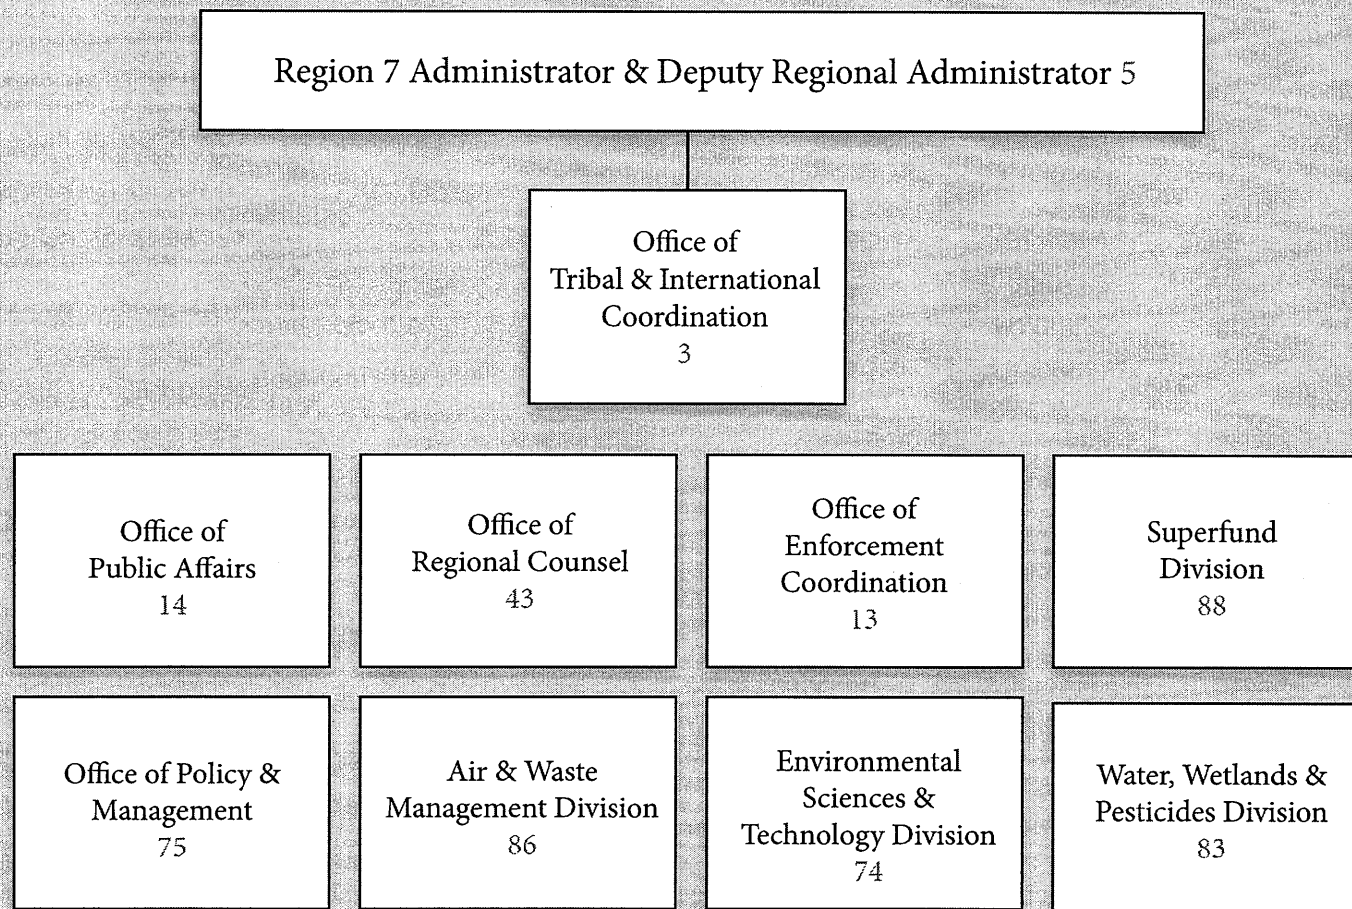 Region 7 Administrator & Deputy Regional Administrator 5
Office of
Tribal & International
Coordination
3
Office of
Public Affairs
14
Office of
Regional Counsel
43
Office of
Enforcement
Coordination
13
Superfund
Division
88
Office of Policy &
Management
75
Air & Waste
Management Division
86
Environmental
Sciences &
Technology Division
74
Water, Wetlands &
Pesticides Division
83